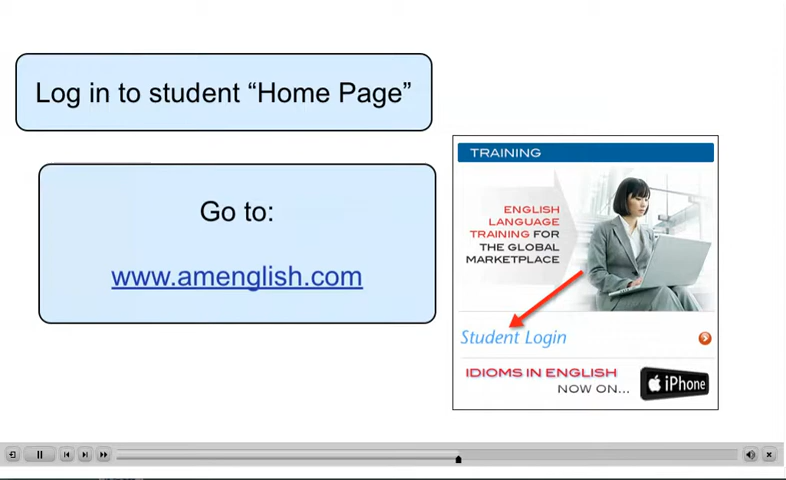 Log in to student “Home Page”
Go to:
www.amenglish.com
TRAINING
ENGLISH
LANGUAGE
TRAINING FOR
THE GLOBAL
MARKETPLACE
Student Login
IDIOMS IN ENGLISH
NOW ON...
iPhone